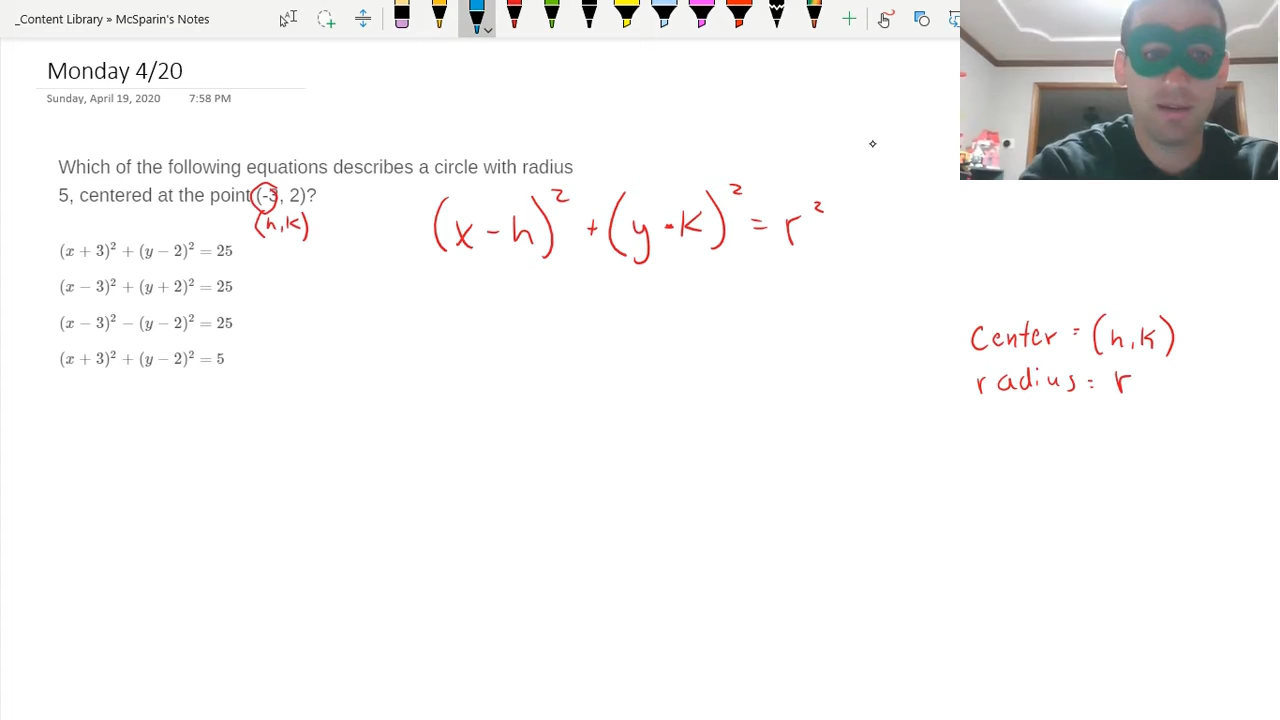 _Content Library » McSparin's Notes
Monday 4/20
Sunday, April 19, 2020 7:58 PM
Which of the following equations describes a circle with radius
5, centered at the point (-3, 2)?
(h,k)
(x - h)² + (y - k)² = r²
(x + 3)² + (y − 2)² = 25
(x − 3)² + (y + 2)² = 25
(x − 3)² − (y − 2)² = 25
(x + 3)² + (y − 2)² = 5
Center = (h,k)
radius = r